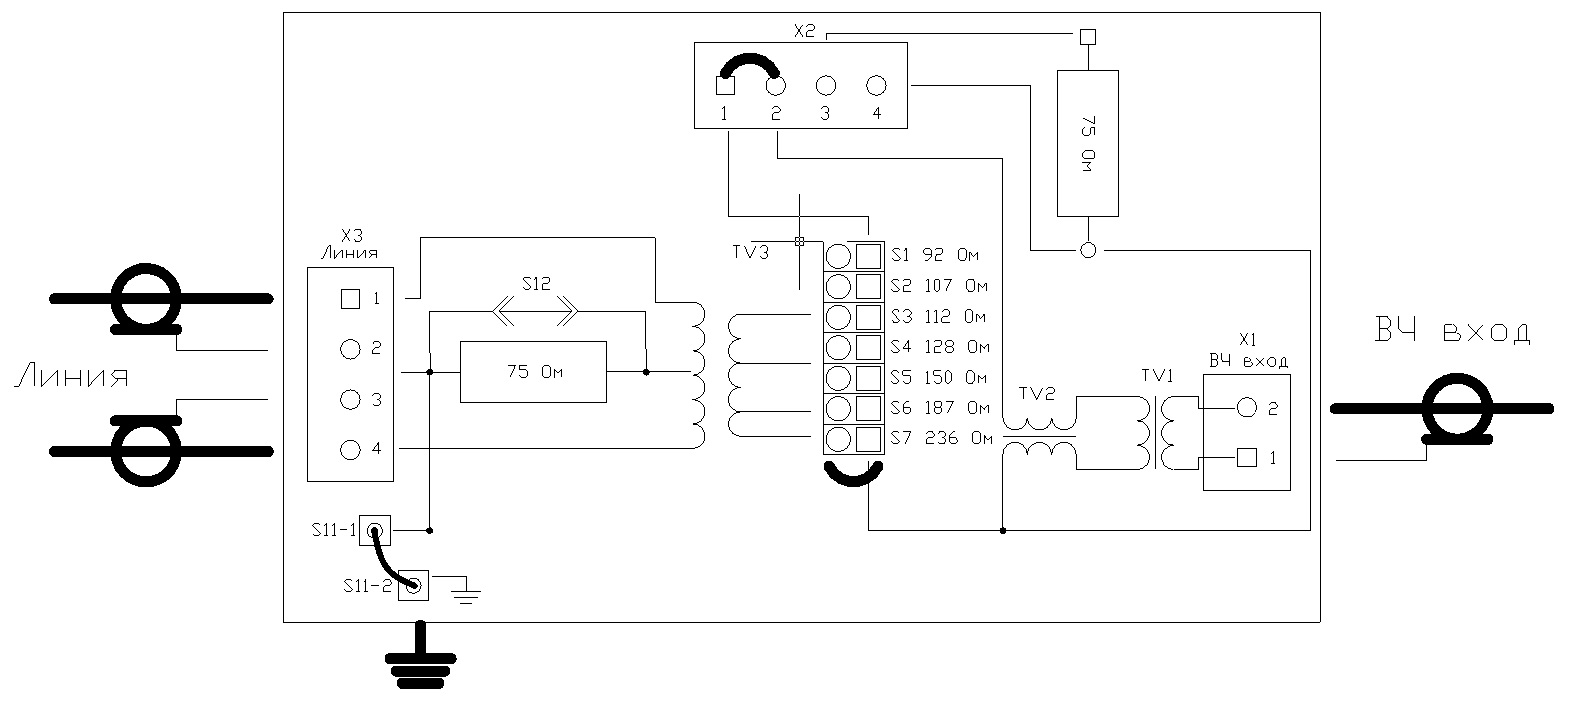 X2
1 2 3 4
75 Ом
X3
Линия
1
2
3
4
S12
75 Ом
TV3
S1 92 Ом
S2 107 Ом
S3 112 Ом
S4 128 Ом
S5 150 Ом
S6 187 Ом
S7 236 Ом
TV2
TV1
X1
ВЧ вход
2
1
ВЧ вход
Линия
S11-1
S11-2